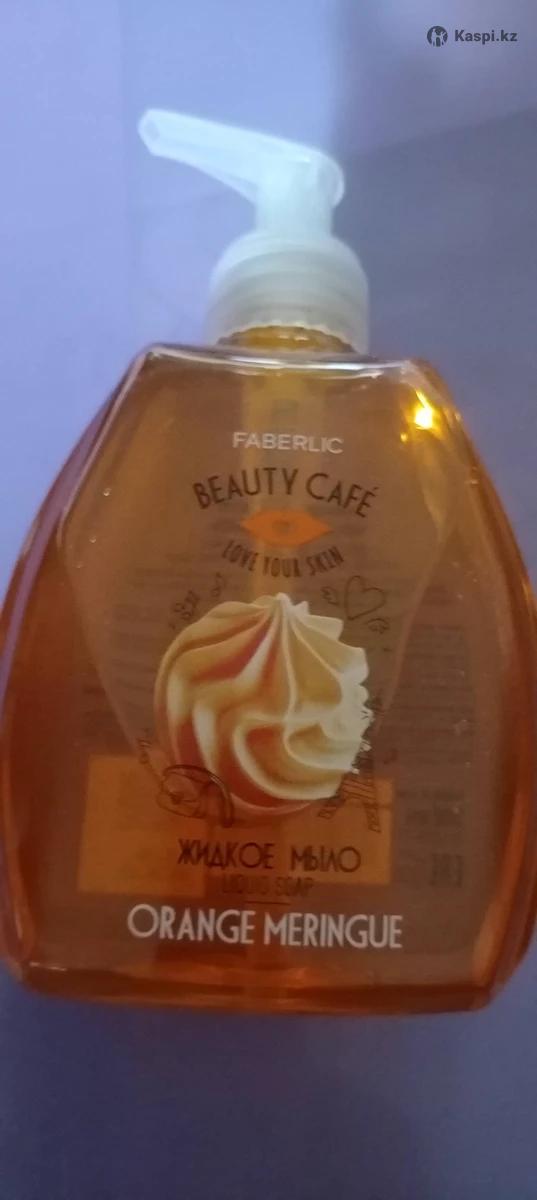 Kaspi.kz
FABERLIC
BEAUTY CAFÉ
LOVE YOUR SKIN
ЖИДКОЕ МЫЛО
LIQUID SOAP
ORANGE MERINGUE